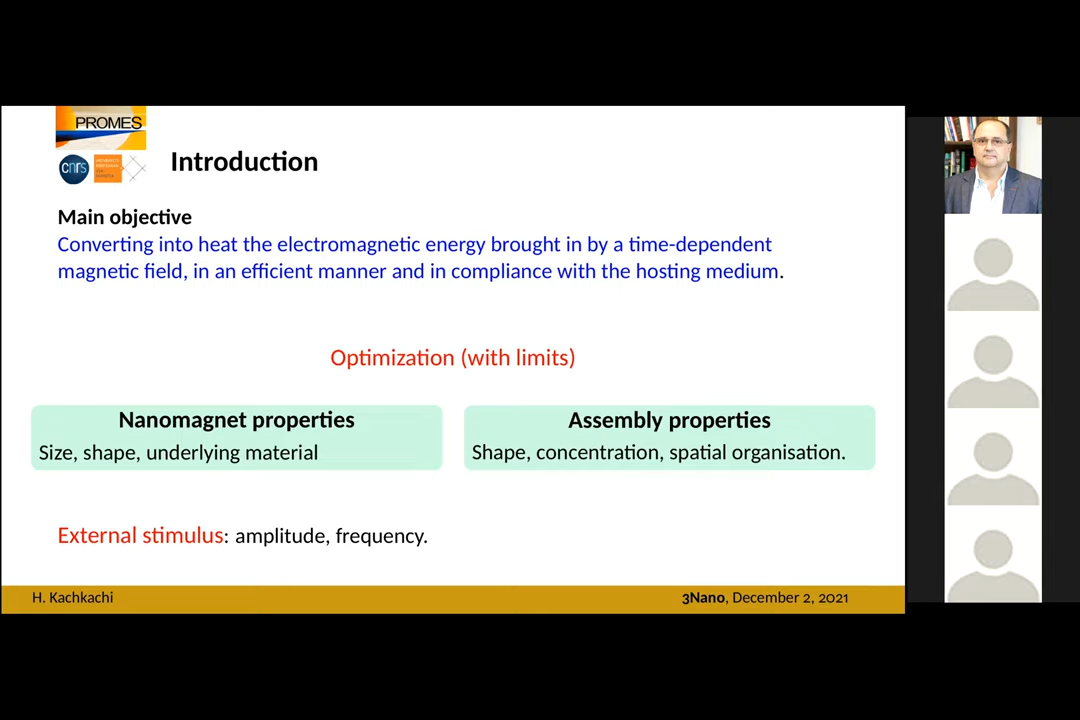 PROMES
cnrs
Introduction
Main objective
Converting into heat the electromagnetic energy brought in by a time-dependent
magnetic field, in an efficient manner and in compliance with the hosting medium.
Optimization (with limits)
Nanomagnet properties
Size, shape, underlying material
Assembly properties
Shape, concentration, spatial organisation.
External stimulus: amplitude, frequency.
H. Kachkachi
3Nano, December 2, 2021